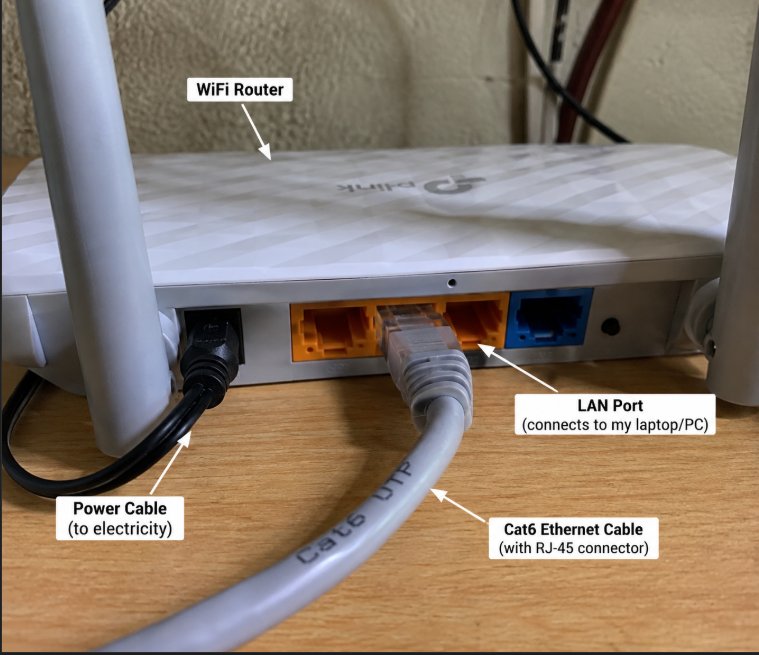 WiFi Router
tp-link
LAN Port
(connects to my laptop/PC)
Power Cable
(to electricity)
Cat6 UTP
Cat6 Ethernet Cable
(with RJ-45 connector)